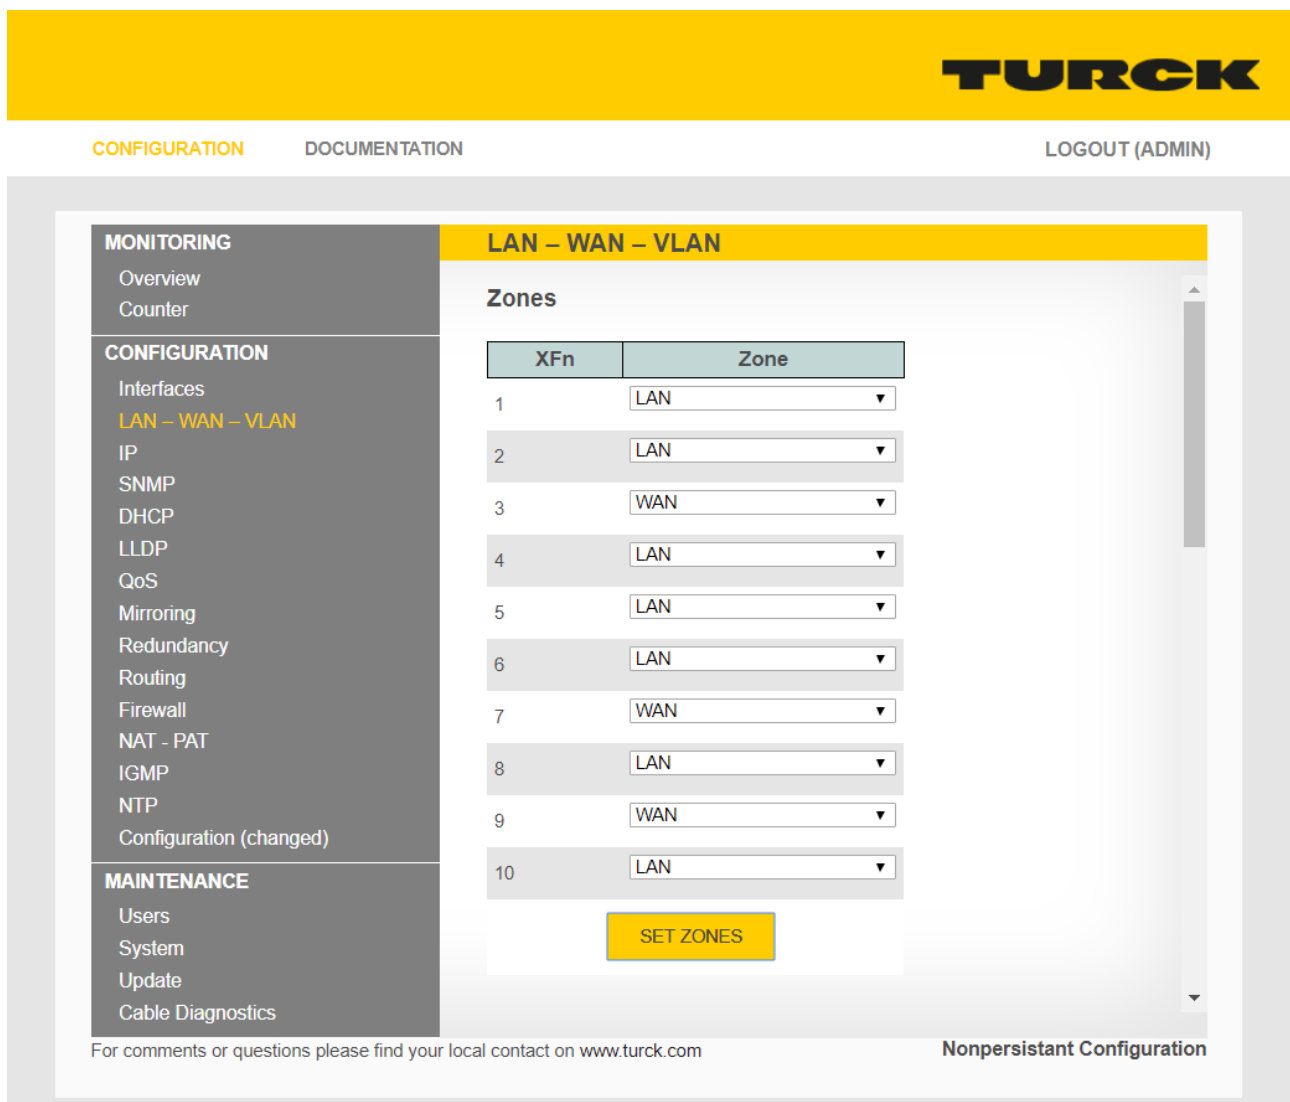 TURCK
CONFIGURATION DOCUMENTATION LOGOUT (ADMIN)
MONITORING
Overview
Counter
CONFIGURATION
Interfaces
LAN – WAN – VLAN
IP
SNMP
DHCP
LLDP
QoS
Mirroring
Redundancy
Routing
Firewall
NAT - PAT
IGMP
NTP
Configuration (changed)
MAINTENANCE
Users
System
Update
Cable Diagnostics
LAN – WAN – VLAN
Zones
XFn Zone
1 LAN
2 LAN
3 WAN
4 LAN
5 LAN
6 LAN
7 WAN
8 LAN
9 WAN
10 LAN
SET ZONES
For comments or questions please find your local contact on www.turck.com Nonpersistant Configuration